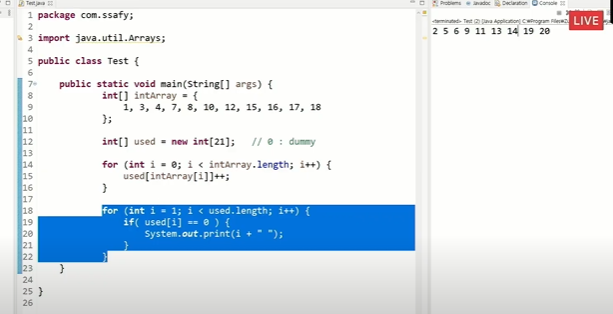 Test.java
Problems Javadoc Declaration Console
LIVE
<terminated> Test (2) [Java Application] C:₩Program Files₩
2 5 6 9 11 13 14 19 20
1 package com.ssafy;
2
3 import java.util.Arrays;
4
5 public class Test {
6
7 public static void main(String[] args) {
8 int[] intArray = {
9 1, 3, 4, 7, 8, 10, 12, 15, 16, 17, 18
10 };
11
12 int[] used = new int[21]; // 0 : dummy
13
14 for (int i = 0; i < intArray.length; i++) {
15 used[intArray[i]]++;
16 }
17
18 for (int i = 1; i < used.length; i++) {
19 if( used[i] == 0 ) {
20 System.out.print(i + " ");
21 }
22 }
23 }
24
25 }
26